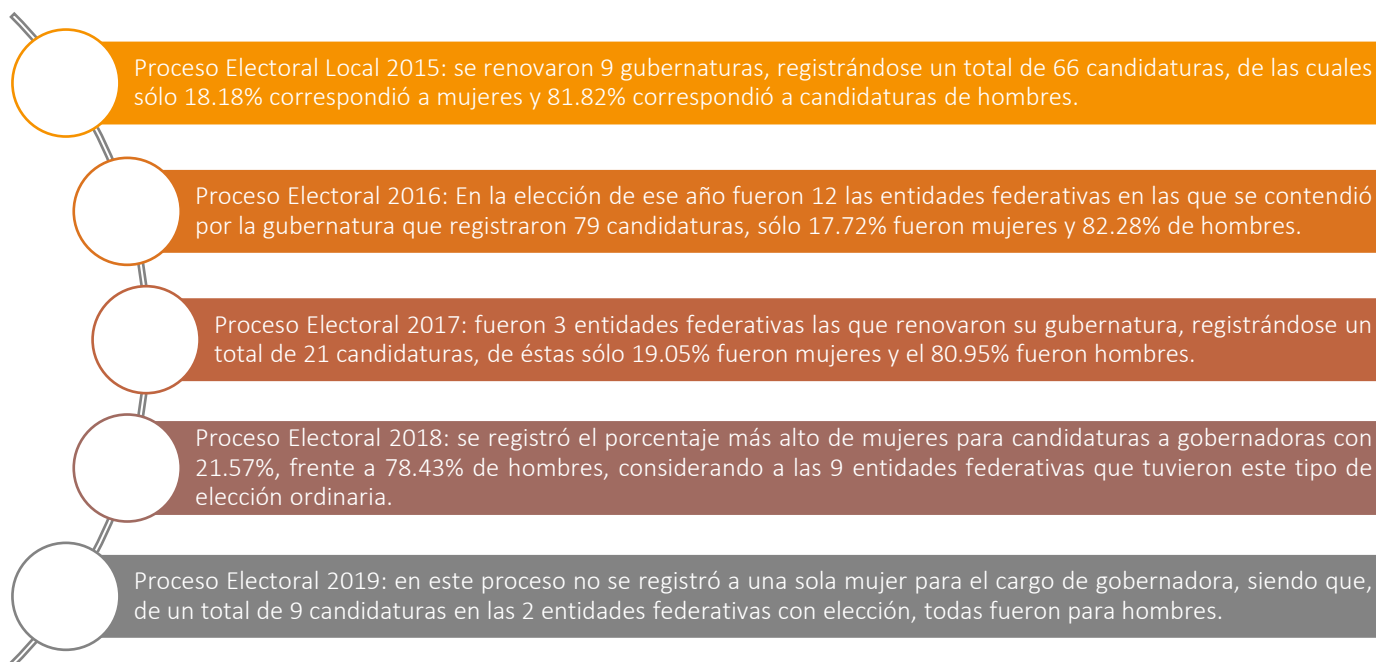 Proceso Electoral Local 2015: se renovaron 9 gubernaturas, registrándose un total de 66 candidaturas, de las cuales
sólo 18.18% correspondió a mujeres y 81.82% correspondió a candidaturas de hombres.
Proceso Electoral 2016: En la elección de ese año fueron 12 las entidades federativas en las que se contendió
por la gubernatura que registraron 79 candidaturas, sólo 17.72% fueron mujeres y 82.28% de hombres.
Proceso Electoral 2017: fueron 3 entidades federativas las que renovaron su gubernatura, registrándose un
total de 21 candidaturas, de éstas sólo 19.05% fueron mujeres y el 80.95% fueron hombres.
Proceso Electoral 2018: se registró el porcentaje más alto de mujeres para candidaturas a gobernadoras con
21.57%, frente a 78.43% de hombres, considerando a las 9 entidades federativas que tuvieron este tipo de
elección ordinaria.
Proceso Electoral 2019: en este proceso no se registró a una sola mujer para el cargo de gobernadora, siendo que,
de un total de 9 candidaturas en las 2 entidades federativas con elección, todas fueron para hombres.